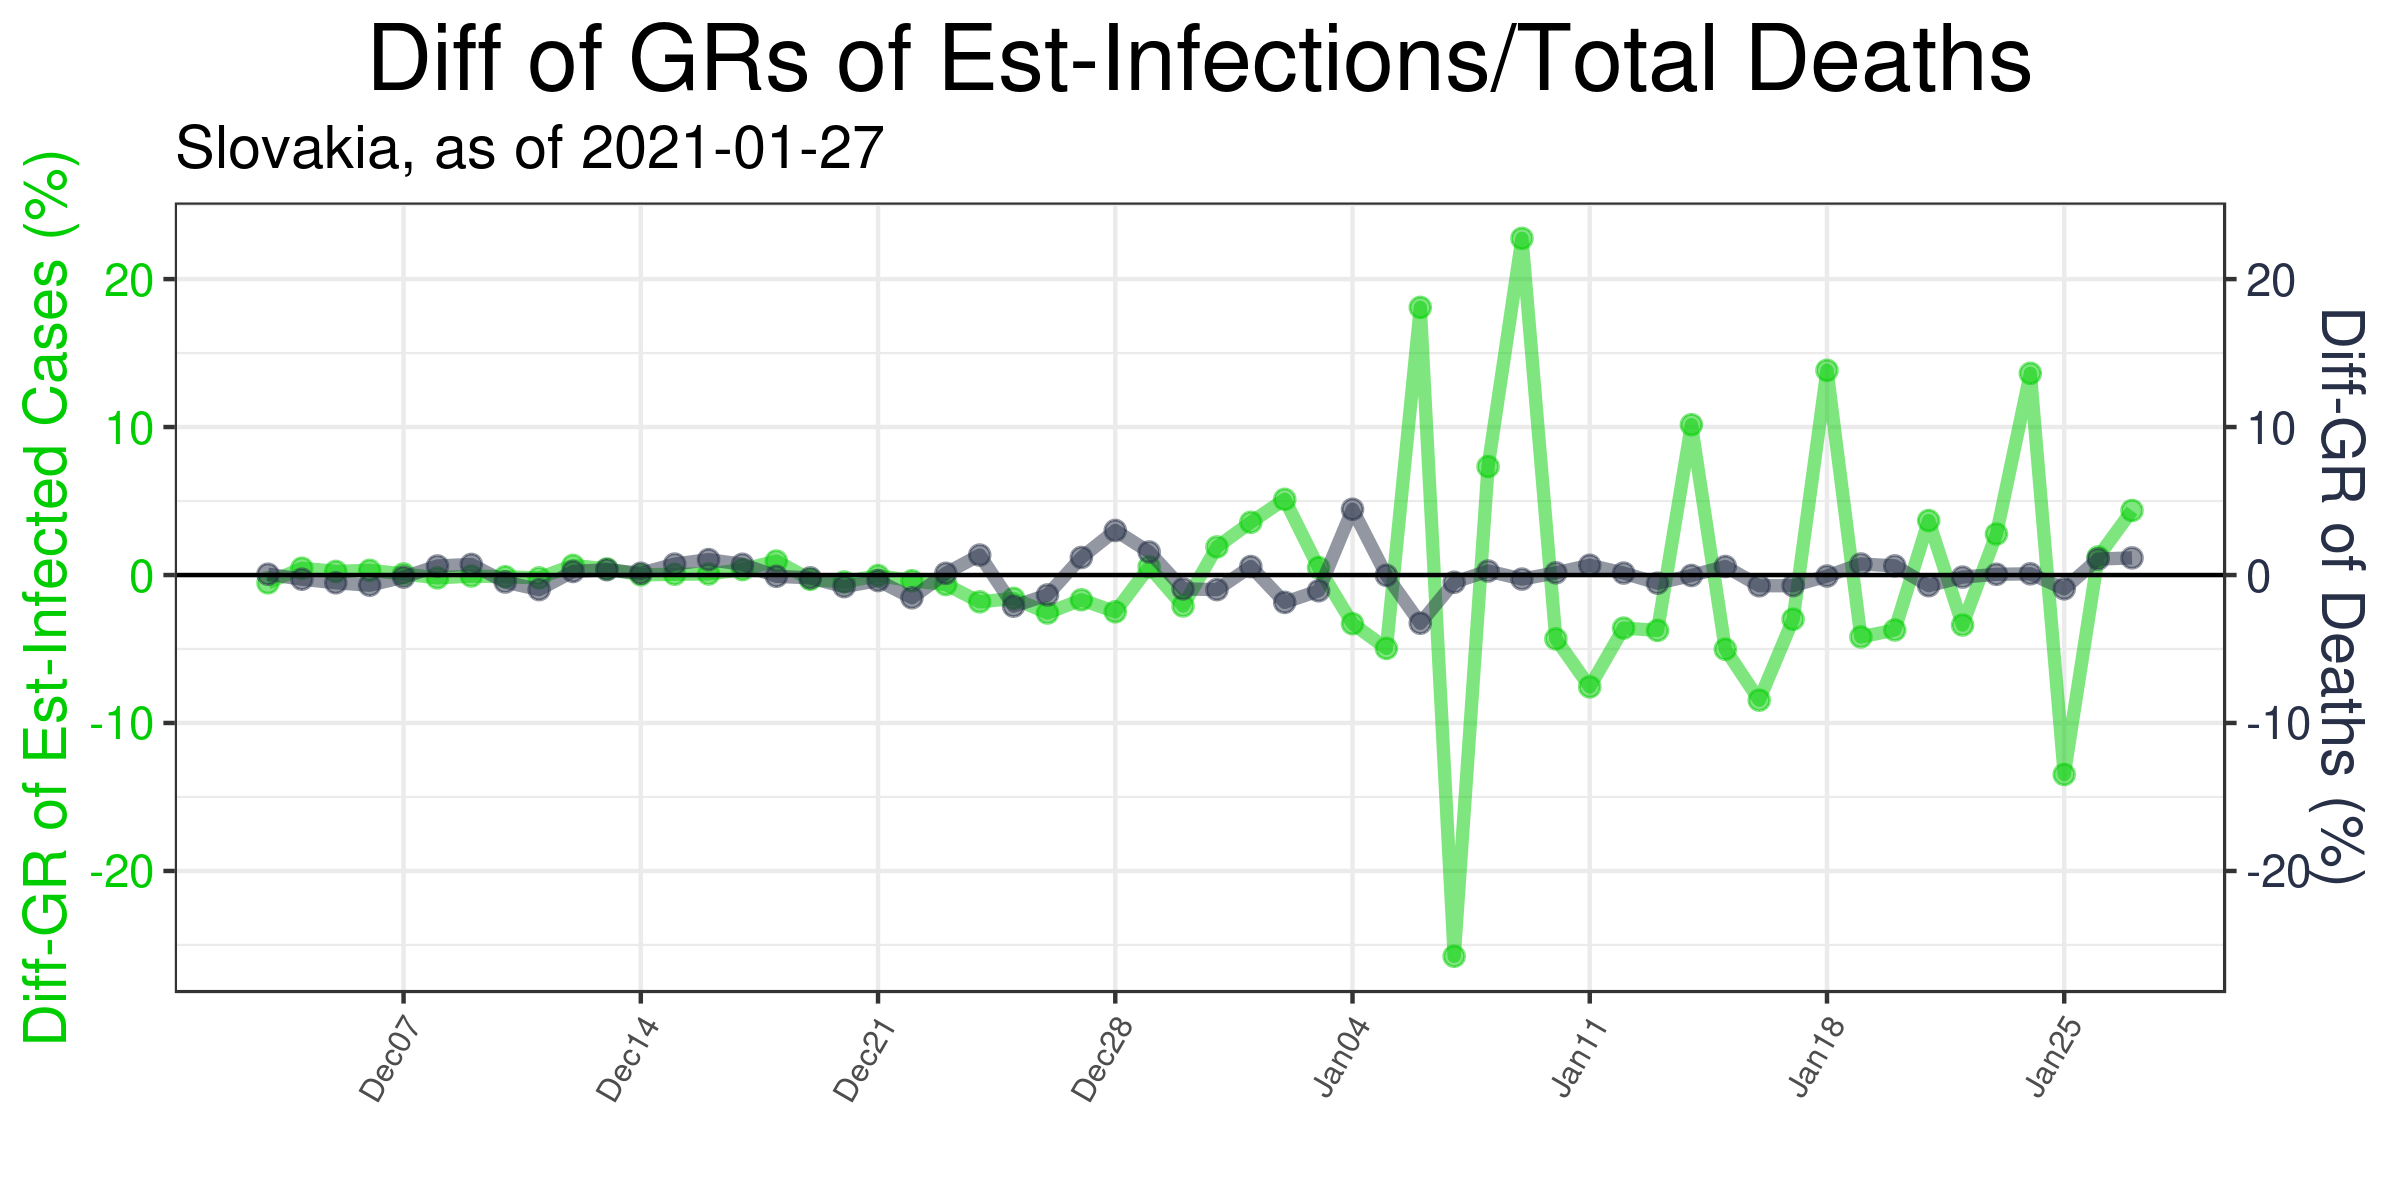 Diff of GRs of Est-Infections/Total Deaths
Slovakia, as of 2021-01-27
Diff-GR of Est-Infected Cases (%)
20
10
0
-10
-20
20
10
0
-10
-20
Diff-GR of Deaths (%)
Dec07
Dec14
Dec21
Dec28
Jan04
Jan11
Jan18
Jan25